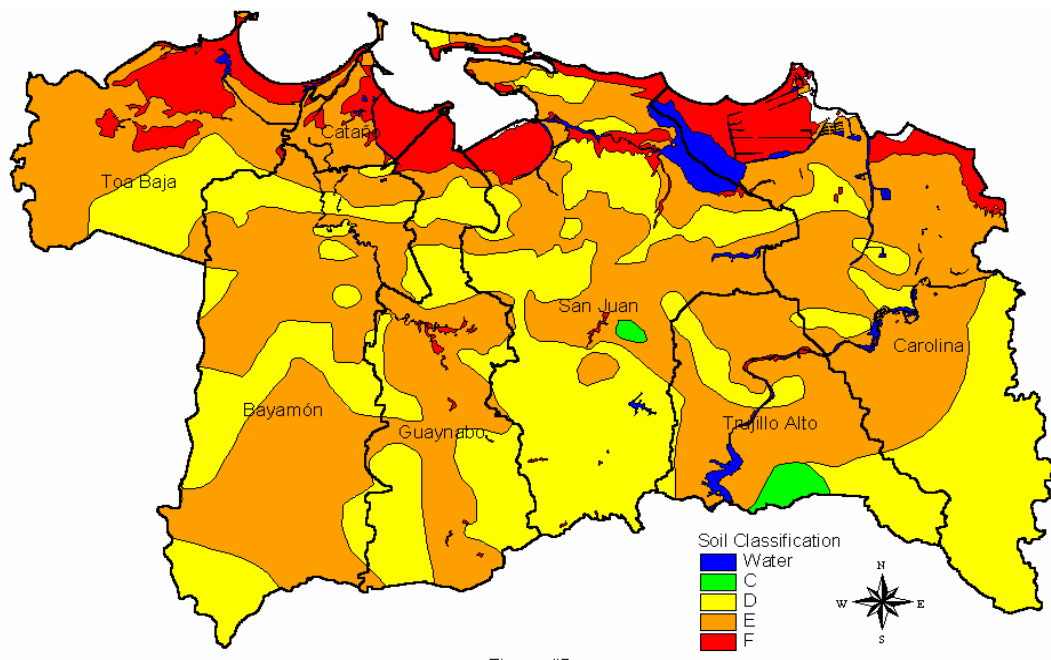 Cataño
Toa Baja
San Juan
Carolina
Bayamón
Guaynabo
Trujillo Alto
Soil Classification
Water
C
D
E
F
N
W
E
S